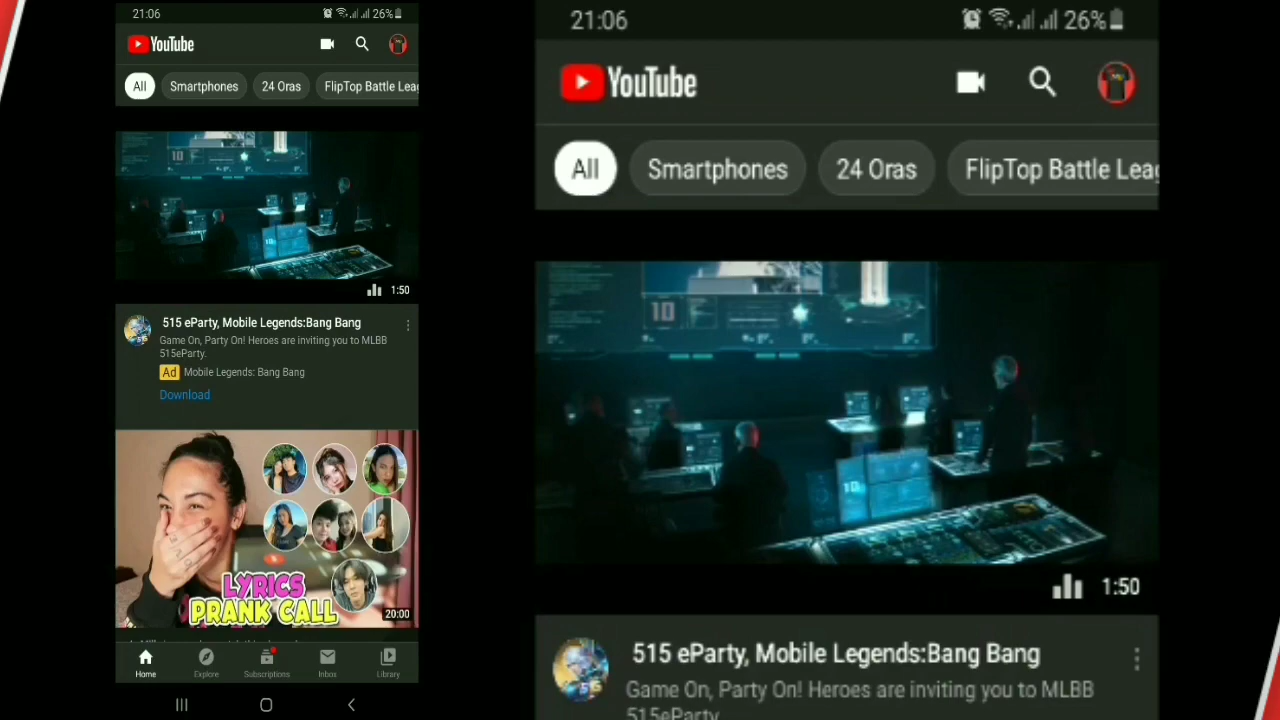 21:06
26%
YouTube
All Smartphones 24 Oras FlipTop Battle Leag
10
1:50
515 eParty, Mobile Legends:Bang Bang
Game On, Party On! Heroes are inviting you to MLBB
515eParty.
Ad Mobile Legends: Bang Bang
Download
LYRICS
PRANK CALL
20:00
Home Explore Subscriptions Inbox Library
21:06
26%
YouTube
All Smartphones 24 Oras FlipTop Battle Leag
10
10
1:50
515 eParty, Mobile Legends:Bang Bang
Game On, Party On! Heroes are inviting you to MLBB
515eParty